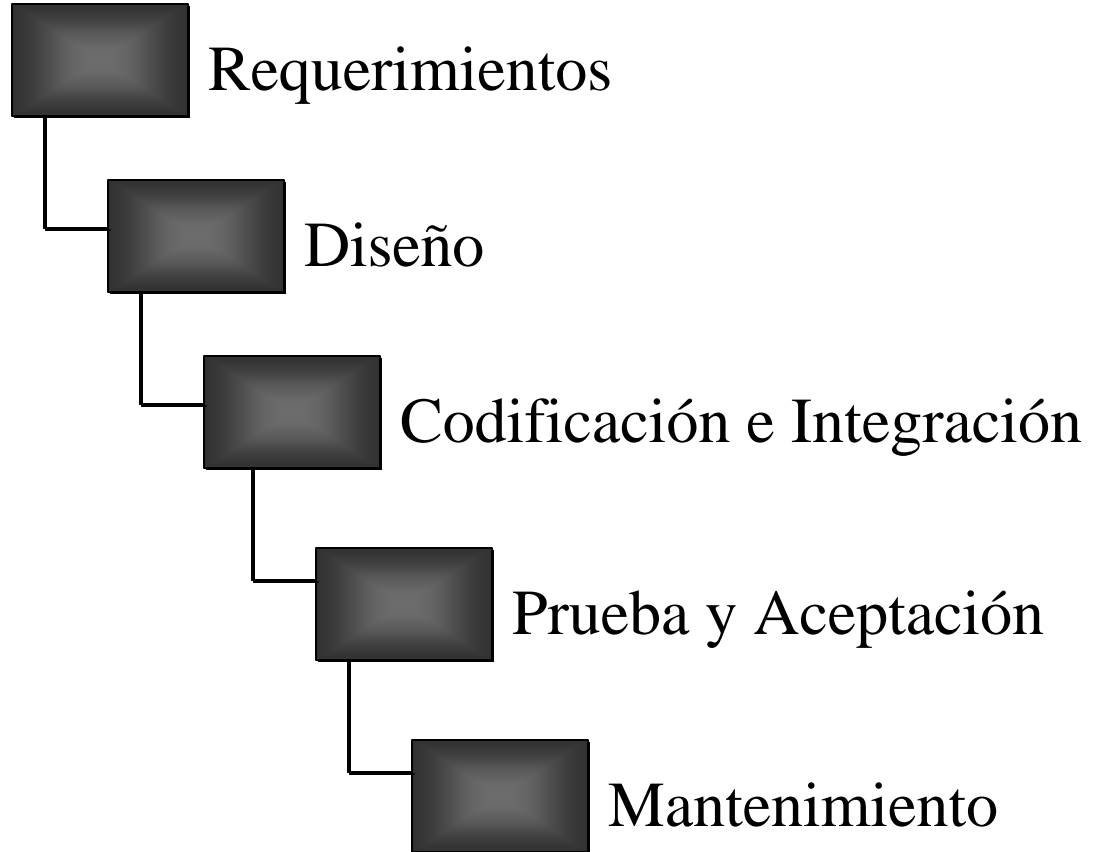 Requerimientos
Diseño
Codificación e Integración
Prueba y Aceptación
Mantenimiento